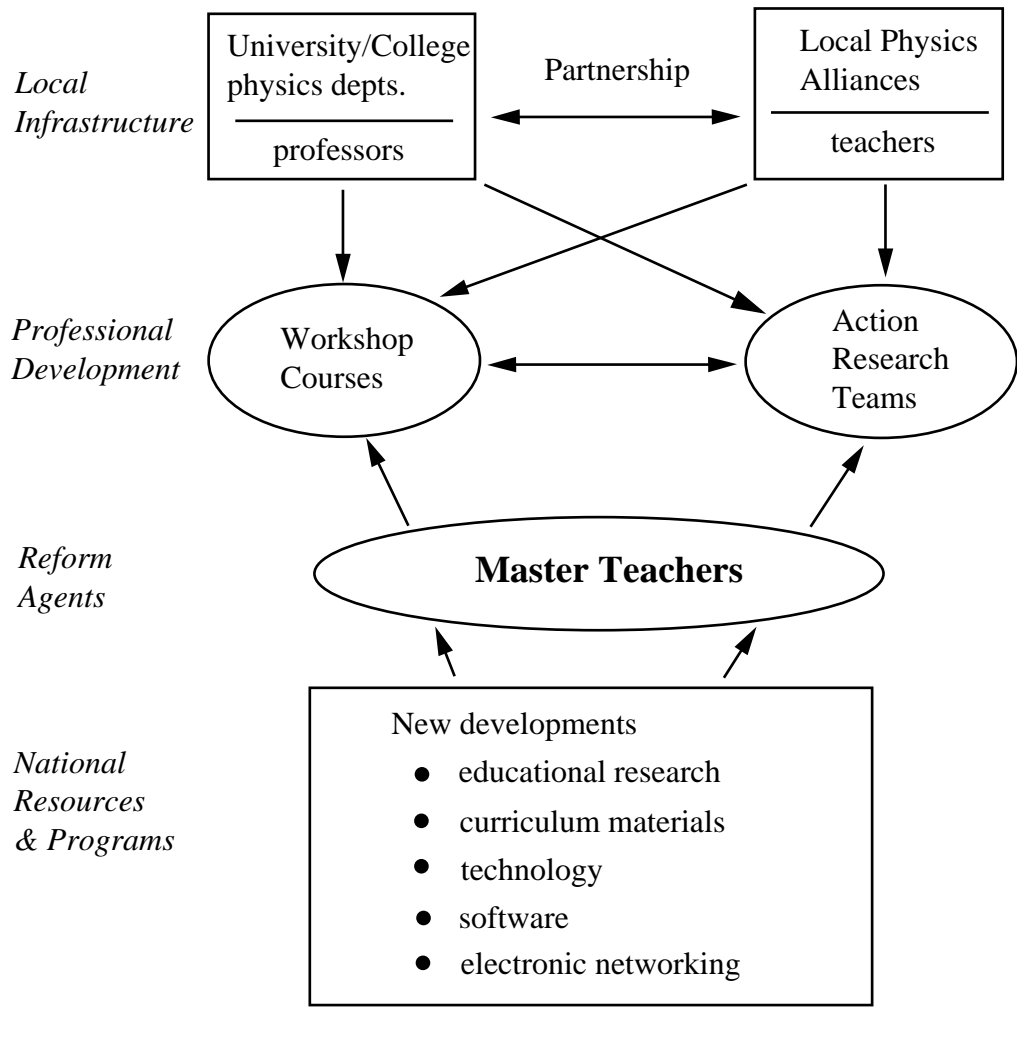 Local
Infrastructure
University/College
physics depts.
professors
Partnership
Local Physics
Alliances
teachers
Professional
Development
Workshop
Courses
Action
Research
Teams
Reform
Agents
Master Teachers
National
Resources
& Programs
New developments
● educational research
● curriculum materials
● technology
● software
● electronic networking